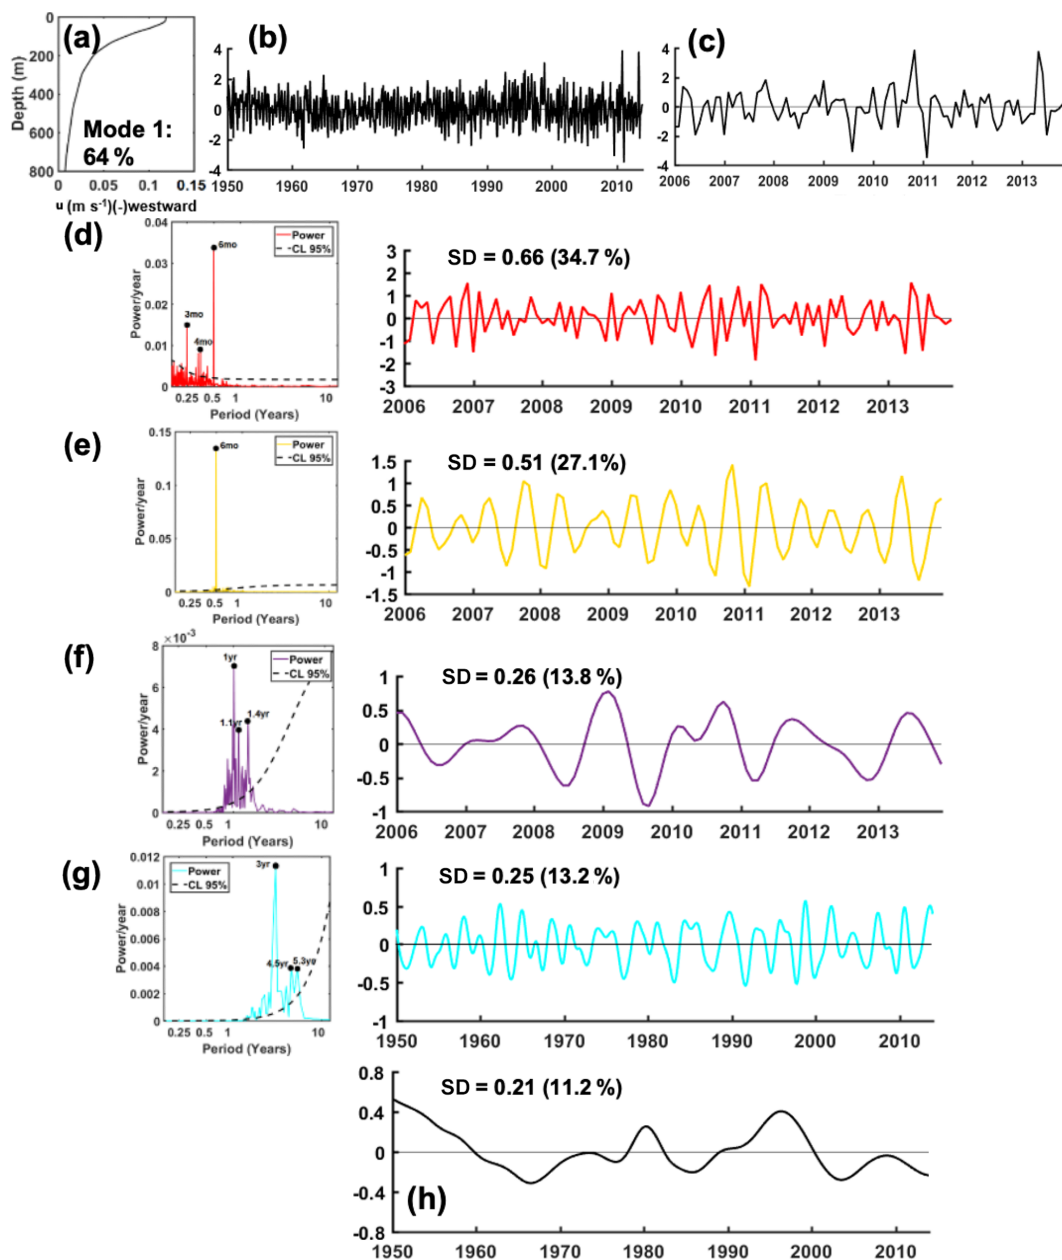 (a)
0
200
400
600
800
Depth (m)
Mode 1:
64 %
0 0.05 0.1 0.15
u (m s⁻¹)(-)westward
(b)
4
2
0
-2
-4
1950 1960 1970 1980 1990 2000 2010
(c)
4
2
0
-2
-4
2006 2007 2008 2009 2010 2011 2012 2013
(d)
0.04
0.03
0.02
0.01
0
Power/year
6mo
3mo
4mo
Power
CL 95%
0.25 0.5 1 10
Period (Years)
SD = 0.66 (34.7 %)
3
2
1
0
-1
-2
-3
2006 2007 2008 2009 2010 2011 2012 2013
(e)
0.15
0.1
0.05
0
Power/year
6mo
Power
CL 95%
0.25 0.5 1 10
Period (Years)
SD = 0.51 (27.1%)
1.5
1
0.5
0
-0.5
-1
-1.5
2006 2007 2008 2009 2010 2011 2012 2013
(f)
×10⁻³
8
6
4
2
0
Power/year
1yr
1.1yr
1.4yr
Power
CL 95%
0.25 0.5 1 10
Period (Years)
SD = 0.26 (13.8 %)
1
0.5
0
-0.5
-1
2006 2007 2008 2009 2010 2011 2012 2013
(g)
0.012
0.01
0.008
0.006
0.004
0.002
0
Power/year
3yr
4.5yr
5.3yr
Power
CL 95%
0.25 0.5 1 10
Period (Years)
SD = 0.25 (13.2 %)
1
0.5
0
-0.5
-1
1950 1960 1970 1980 1990 2000 2010
SD = 0.21 (11.2 %)
0.8
0.4
0
-0.4
-0.8
(h)
1950 1960 1970 1980 1990 2000 2010